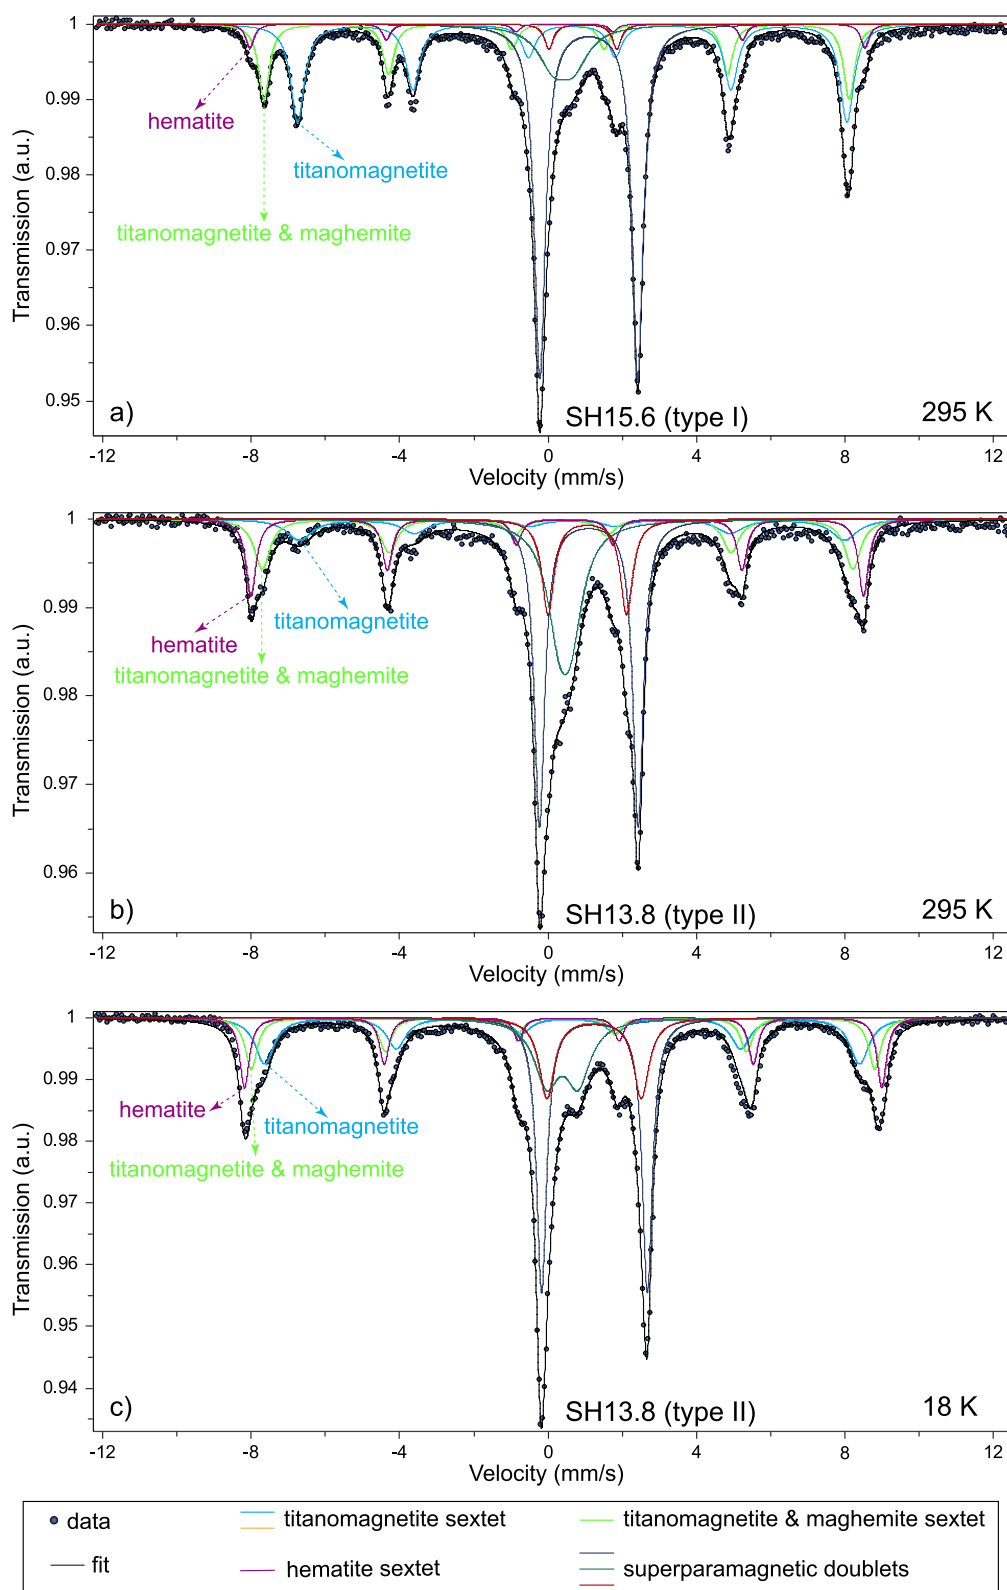 1
0.99
0.98
0.97
0.96
0.95
Transmission (a.u.)
hematite
titanomagnetite
titanomagnetite & maghemite
a)
SH15.6 (type I)
295 K
-12 -8 -4 0 4 8 12
Velocity (mm/s)
1
0.99
0.98
0.97
0.96
Transmission (a.u.)
titanomagnetite
hematite
titanomagnetite & maghemite
b)
SH13.8 (type II)
295 K
-12 -8 -4 0 4 8 12
Velocity (mm/s)
1
0.99
0.98
0.97
0.96
0.95
0.94
Transmission (a.u.)
hematite
titanomagnetite
titanomagnetite & maghemite
c)
SH13.8 (type II)
18 K
-12 -8 -4 0 4 8 12
Velocity (mm/s)
data titanomagnetite sextet titanomagnetite & maghemite sextet
fit hematite sextet superparamagnetic doublets